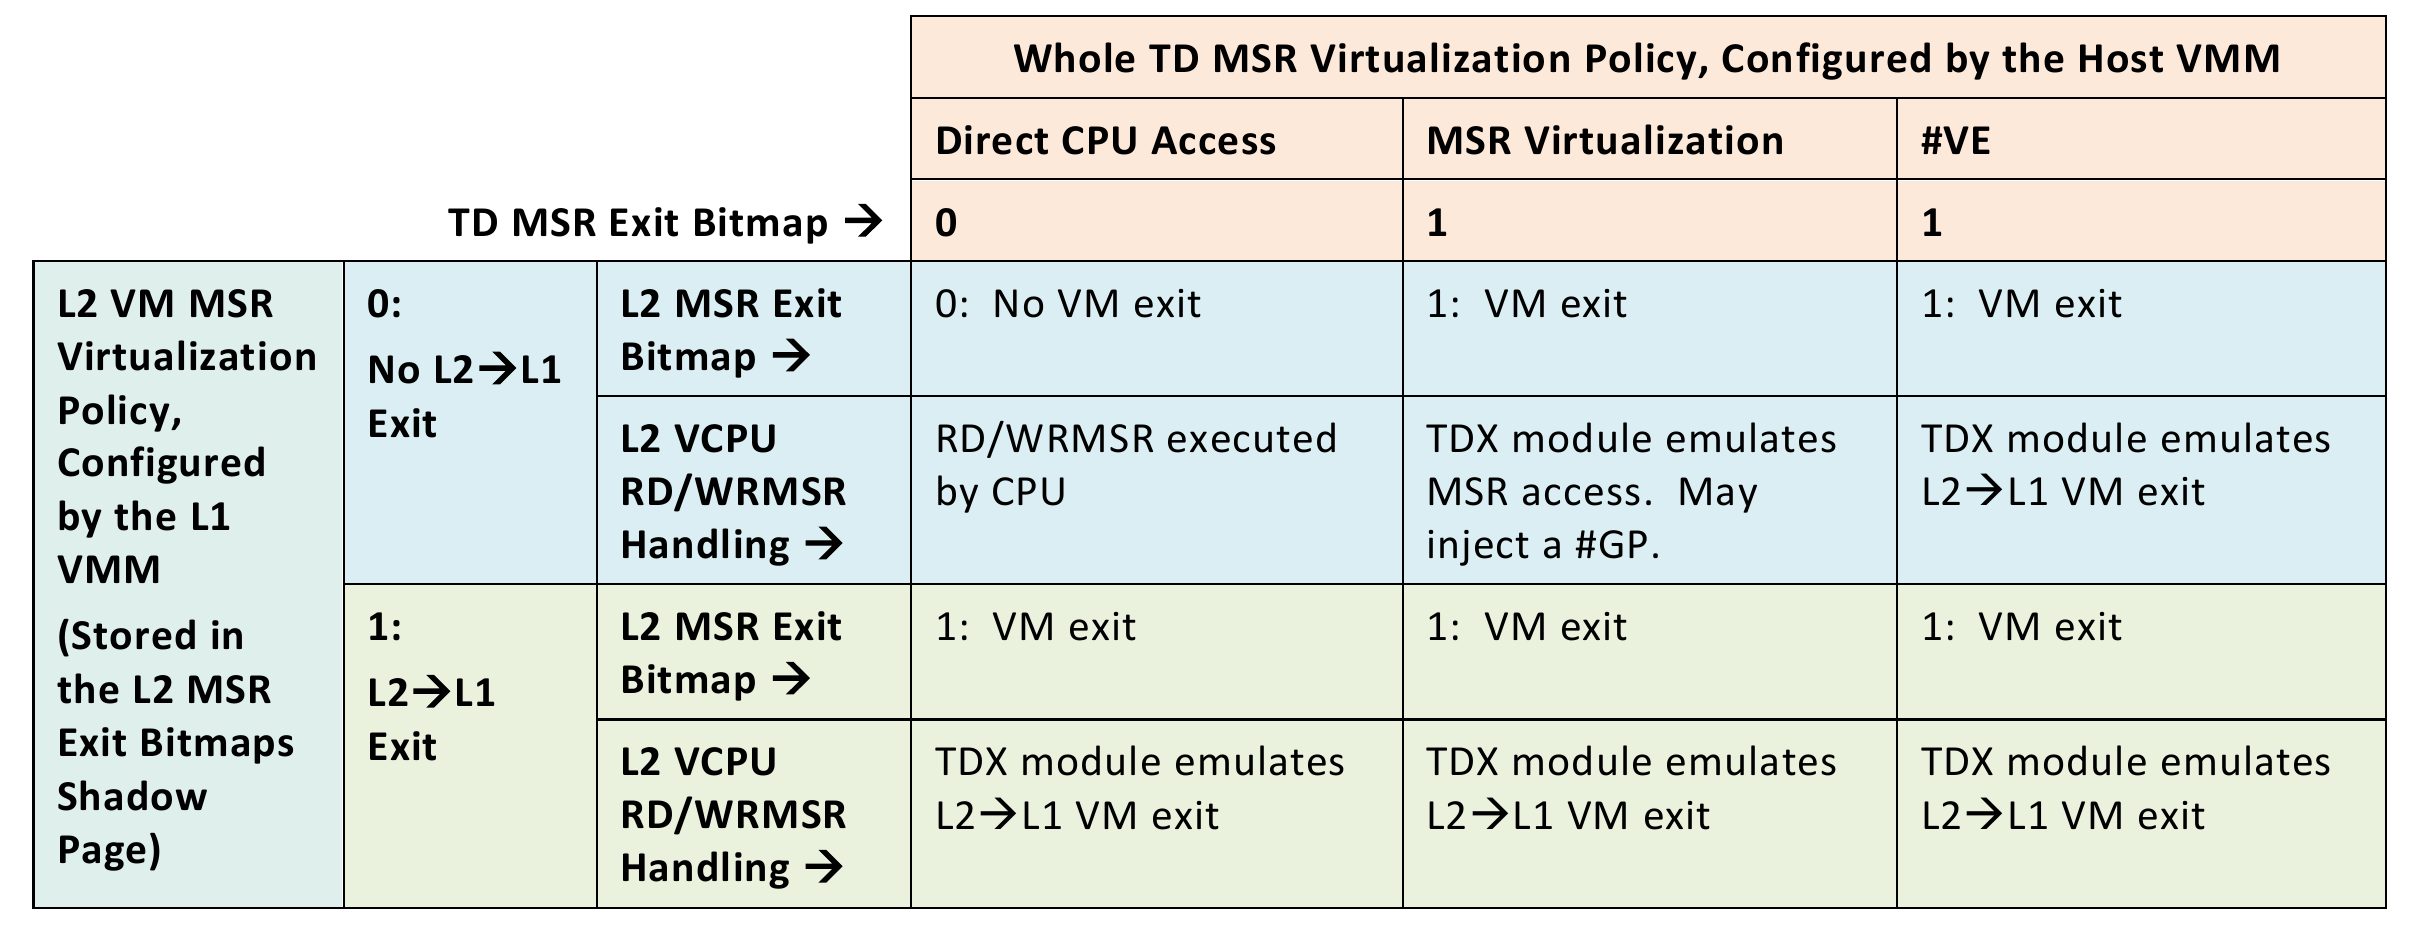 Whole TD MSR Virtualization Policy, Configured by the Host VMM
Direct CPU Access
MSR Virtualization
#VE
TD MSR Exit Bitmap →
0
1
1
L2 VM MSR
Virtualization
Policy,
Configured
by the L1
VMM
(Stored in
the L2 MSR
Exit Bitmaps
Shadow
Page)
0:
No L2→L1
Exit
L2 MSR Exit
Bitmap →
0: No VM exit
1: VM exit
1: VM exit
L2 VCPU
RD/WRMSR
Handling →
RD/WRMSR executed
by CPU
TDX module emulates
MSR access. May
inject a #GP.
TDX module emulates
L2→L1 VM exit
1:
L2→L1
Exit
L2 MSR Exit
Bitmap →
1: VM exit
1: VM exit
1: VM exit
L2 VCPU
RD/WRMSR
Handling →
TDX module emulates
L2→L1 VM exit
TDX module emulates
L2→L1 VM exit
TDX module emulates
L2→L1 VM exit